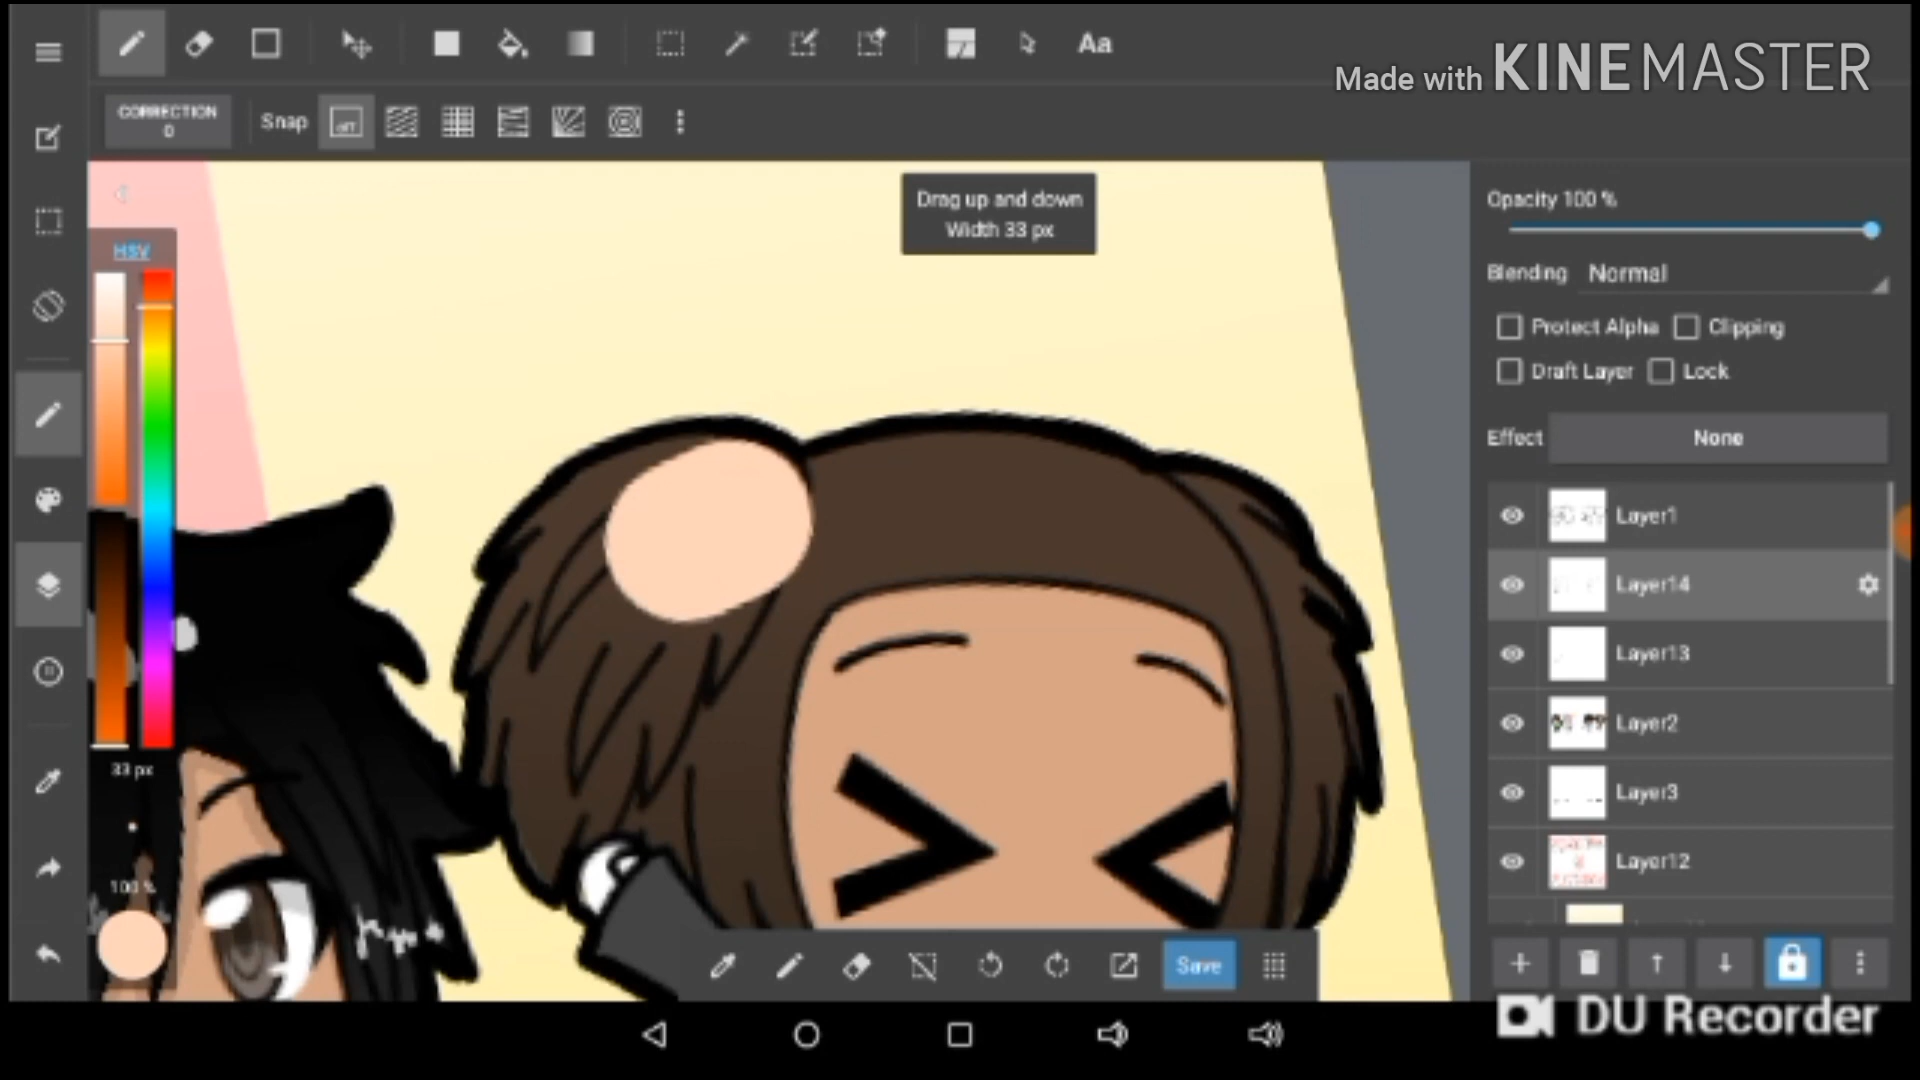 Aa
Made with KINEMASTER
CORRECTION
0
Snap
off
Drag up and down
Width 33 px
HSV
33 px
100 %
Opacity 100 %
Blending Normal
Protect Alpha
Clipping
Draft Layer
Lock
Effect None
Layer1
Layer14
Layer13
Layer2
Layer3
Layer12
Save
DU Recorder